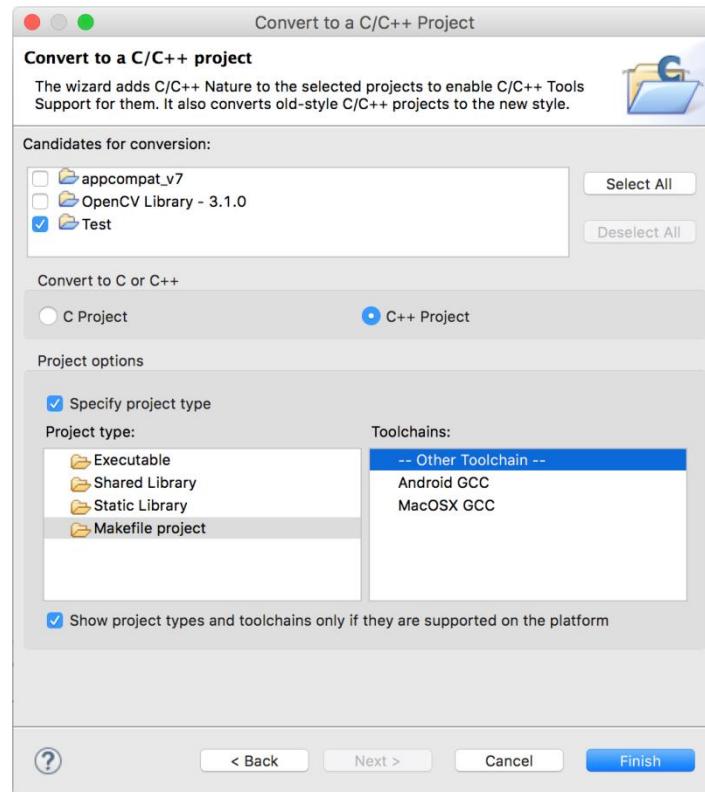 Convert to a C/C++ Project
Convert to a C/C++ project
The wizard adds C/C++ Nature to the selected projects to enable C/C++ Tools
Support for them. It also converts old-style C/C++ projects to the new style.
C
Candidates for conversion:
appcompat_v7
OpenCV Library - 3.1.0
Test
Select All
Deselect All
Convert to C or C++
C Project
C++ Project
Project options
Specify project type
Project type:
Toolchains:
Executable
Shared Library
Static Library
Makefile project
-- Other Toolchain --
Android GCC
MacOSX GCC
Show project types and toolchains only if they are supported on the platform
?
< Back
Next >
Cancel
Finish